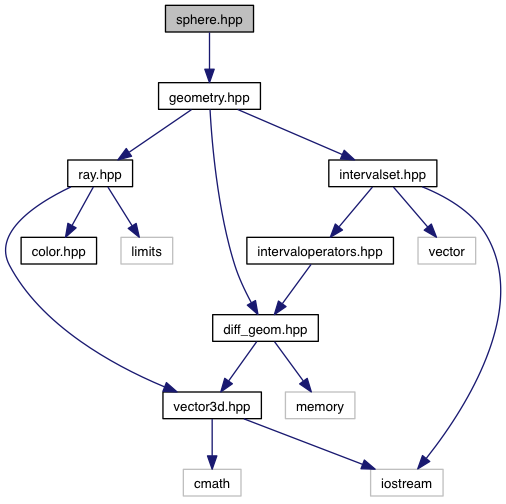 sphere.hpp
geometry.hpp
ray.hpp
intervalset.hpp
color.hpp
limits
intervaloperators.hpp
vector
diff_geom.hpp
vector3d.hpp
memory
cmath
iostream